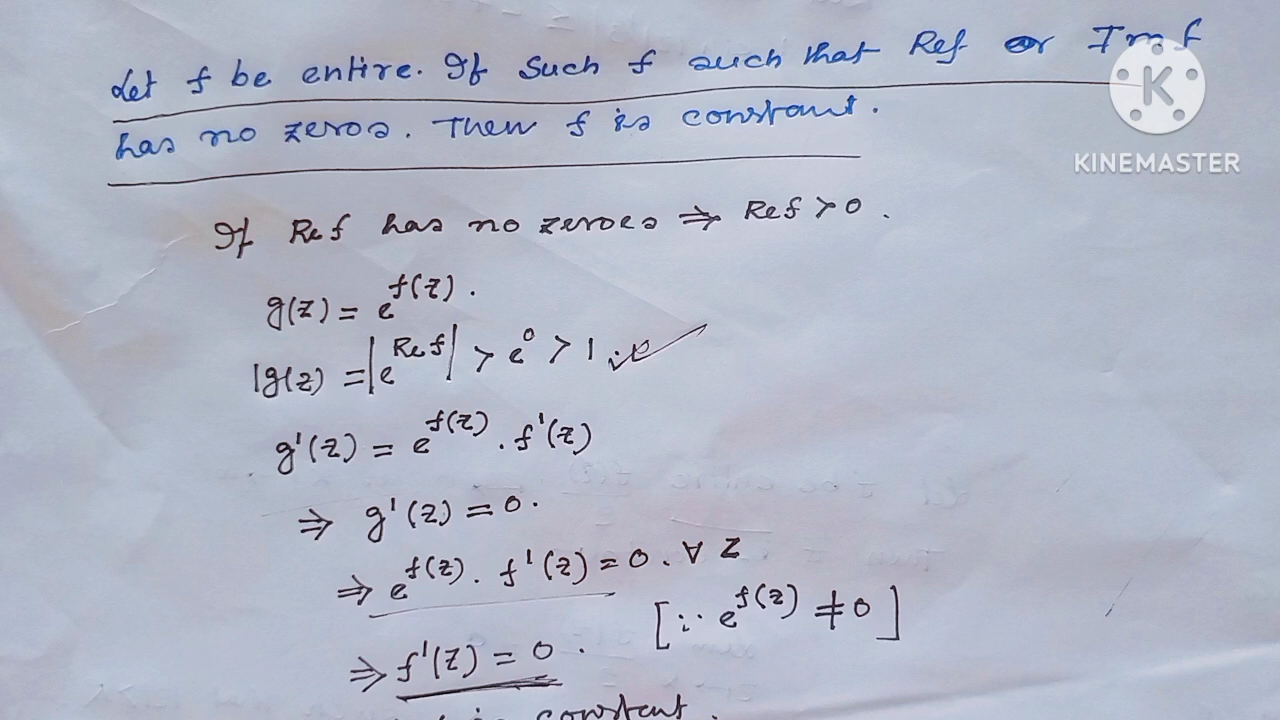 Let f be entire. If Such f such that Ref or Imf
has no zeros. Then f is constant.
K
KINEMASTER
If Ref has no zeroes ⇒ Ref > 0.
g(z) = e^{f(z)}.
|g(z) = |e^{Ref}| > e^0 > 1
g'(z) = e^{f(z)}. f'(z)
⇒ g'(z) = 0.
⇒ e^{f(z)}. f'(z) = 0. ∀ z
[∵ e^{f(z)} ≠ 0]
⇒ f'(z) = 0.
is constant.